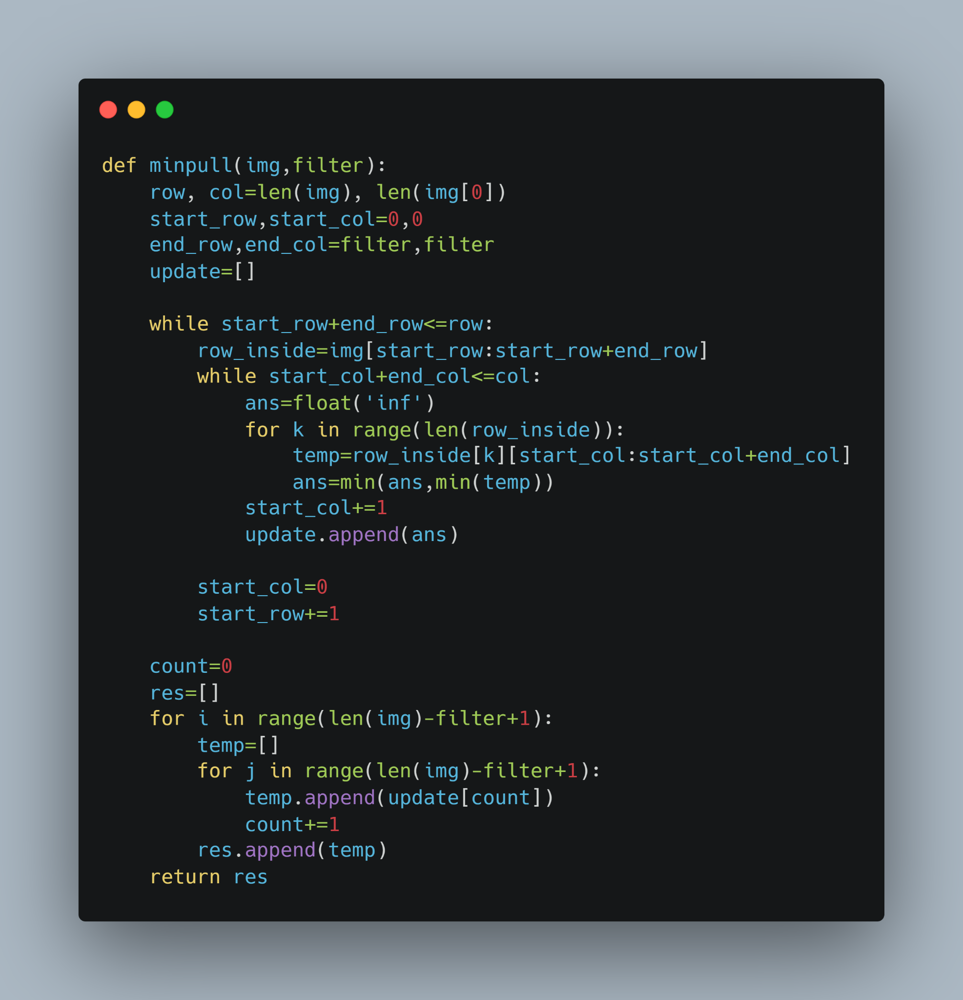 def minpull(img,filter):
    row, col=len(img), len(img[0])
    start_row,start_col=0,0
    end_row,end_col=filter,filter
    update=[]

    while start_row+end_row<=row:
        row_inside=img[start_row:start_row+end_row]
        while start_col+end_col<=col:
            ans=float('inf')
            for k in range(len(row_inside)):
                temp=row_inside[k][start_col:start_col+end_col]
                ans=min(ans,min(temp))
            start_col+=1
            update.append(ans)

        start_col=0
        start_row+=1

    count=0
    res=[]
    for i in range(len(img)-filter+1):
        temp=[]
        for j in range(len(img)-filter+1):
            temp.append(update[count])
            count+=1
        res.append(temp)
    return res